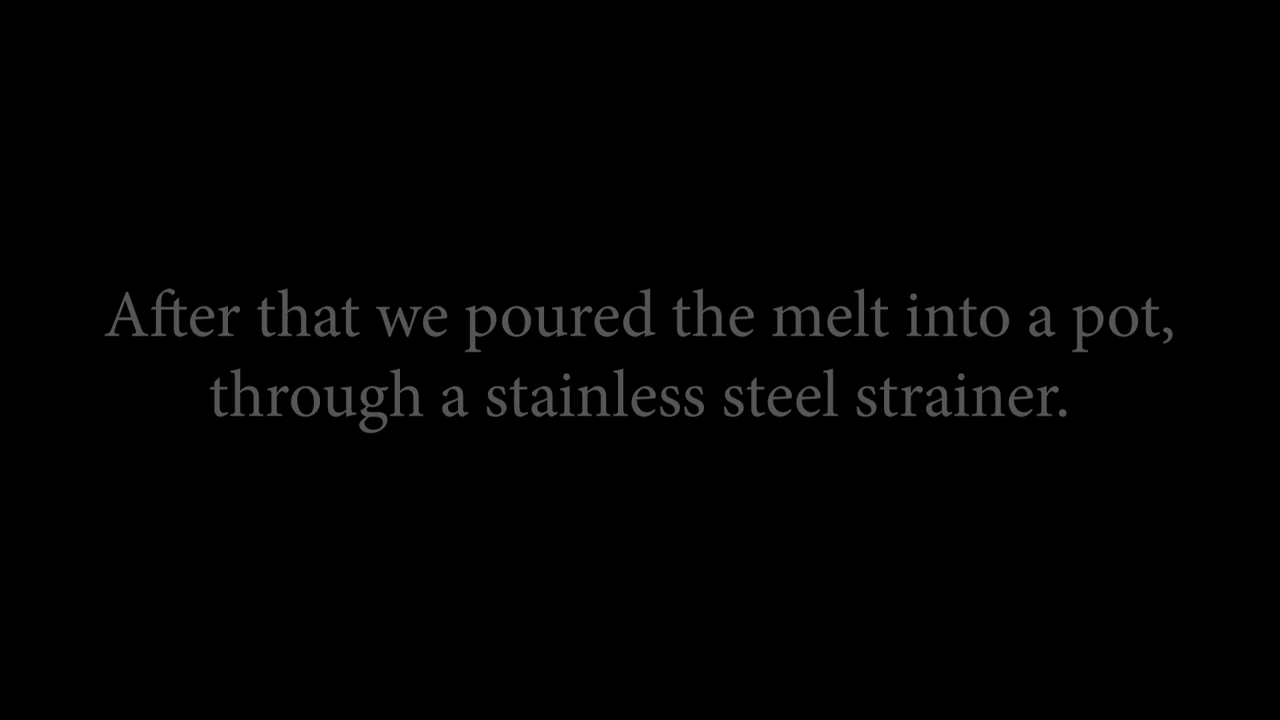 After that we poured the melt into a pot,
through a stainless steel strainer.